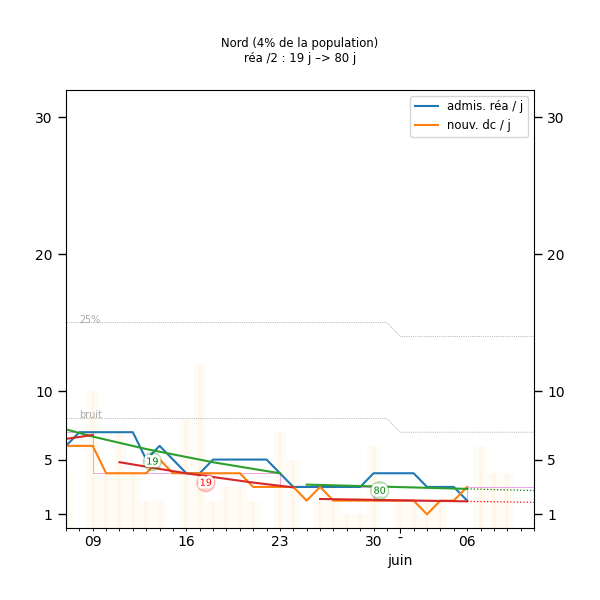 Nord (4% de la population)
réa /2 : 19 j –> 80 j
admis. réa / j
nouv. dc / j
30 30
20 20
25%
10 10
bruit
5 5
19
19
80
1 1
09 16 23 30 - 06
juin